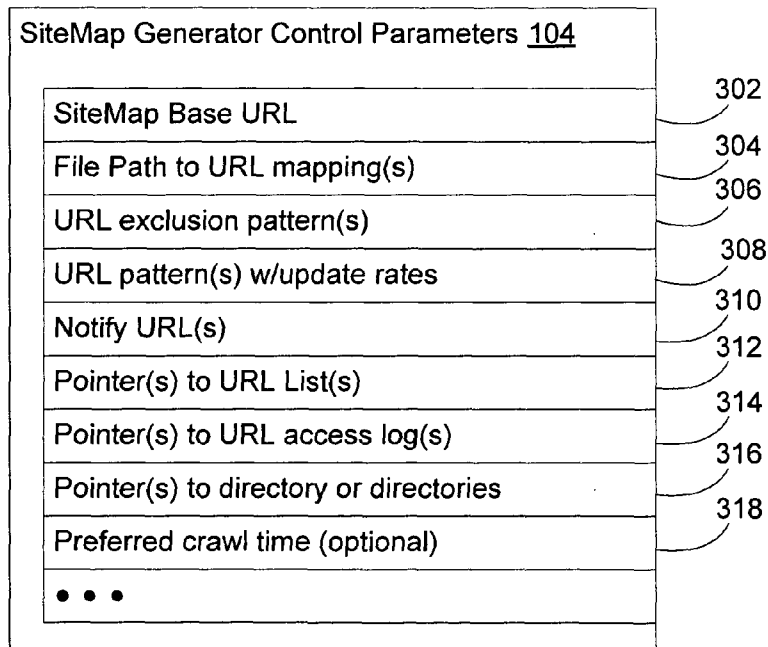 SiteMap Generator Control Parameters 104
SiteMap Base URL
302
File Path to URL mapping(s)
304
URL exclusion pattern(s)
306
URL pattern(s) w/update rates
308
Notify URL(s)
310
Pointer(s) to URL List(s)
312
Pointer(s) to URL access log(s)
314
Pointer(s) to directory or directories
316
Preferred crawl time (optional)
318
• • •